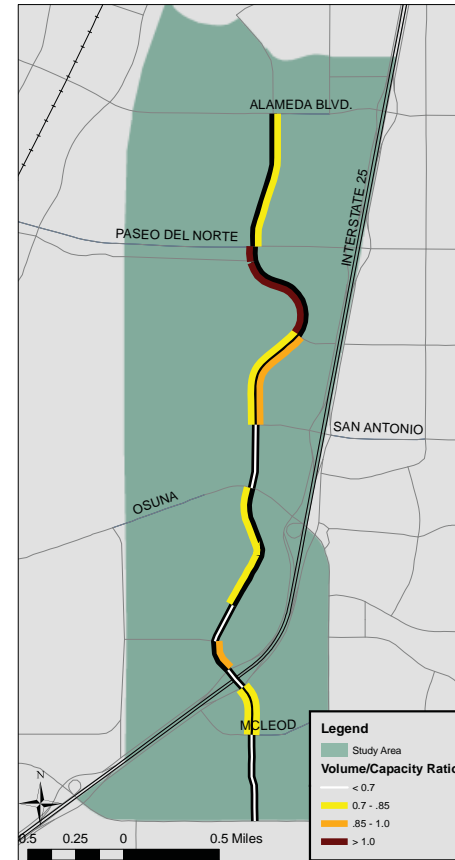 ALAMEDA BLVD.
INTERSTATE 25
PASEO DEL NORTE
SAN ANTONIO
OSUNA
MCLEOD
Legend
Study Area
Volume/Capacity Ratio
< 0.7
0.7 - .85
.85 - 1.0
> 1.0
N
0.5 0.25 0 0.5 Miles